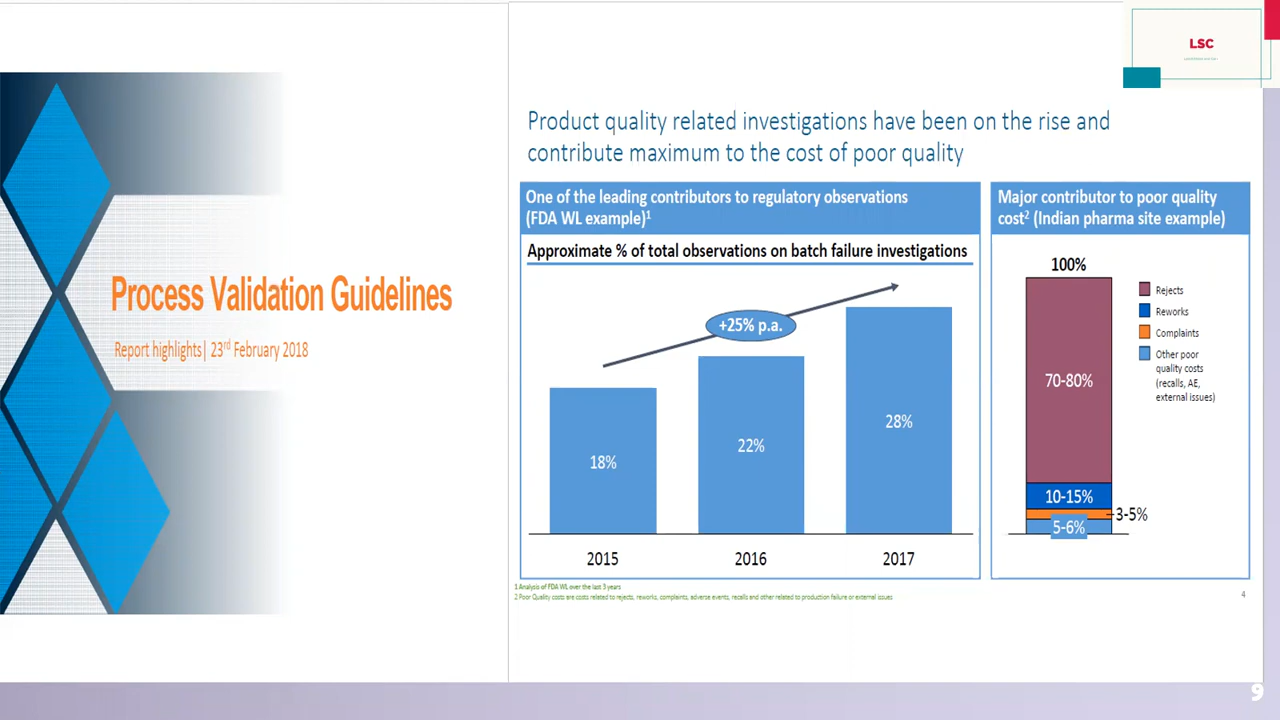 LSC
Process Validation Guidelines
Report highlights| 23rd February 2018
Product quality related investigations have been on the rise and
contribute maximum to the cost of poor quality
One of the leading contributors to regulatory observations
(FDA WL example)1
Approximate % of total observations on batch failure investigations
+25% p.a.
18%
22%
28%
2015
2016
2017
Major contributor to poor quality
cost2 (Indian pharma site example)
100%
70-80%
10-15%
3-5%
5-6%
Rejects
Reworks
Complaints
Other poor
quality costs
(recalls, AE,
external issues)
1 Analysis of FDA WL over the last 3 years
2 Poor Quality costs are costs related to rejects, reworks, complaints, adverse events, recalls and other related to production failure or external issues
4
9